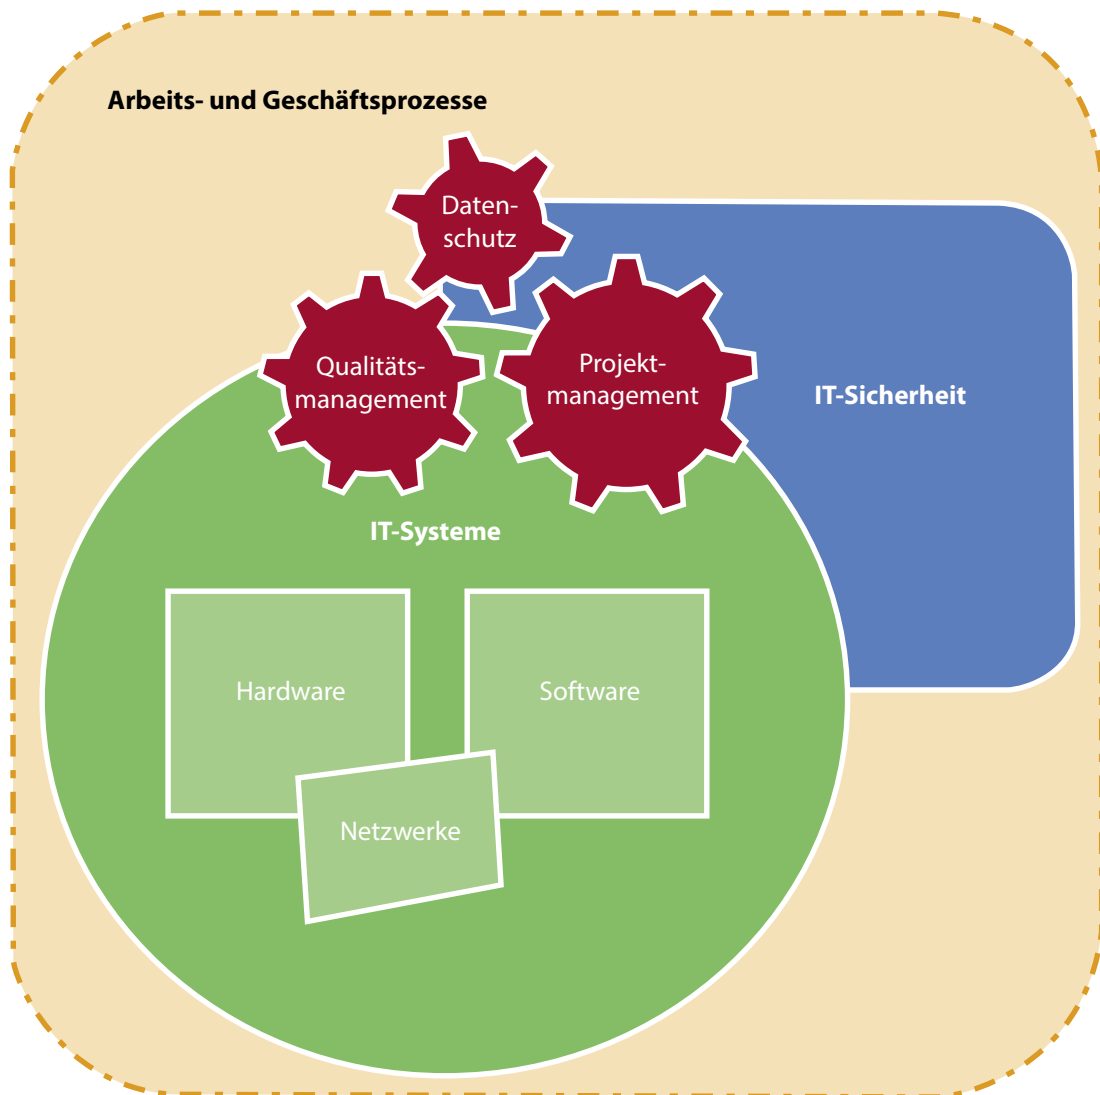 Arbeits- und Geschäftsprozesse
Daten-
schutz
Qualitäts-
management
Projekt-
management
IT-Sicherheit
IT-Systeme
Hardware
Software
Netzwerke